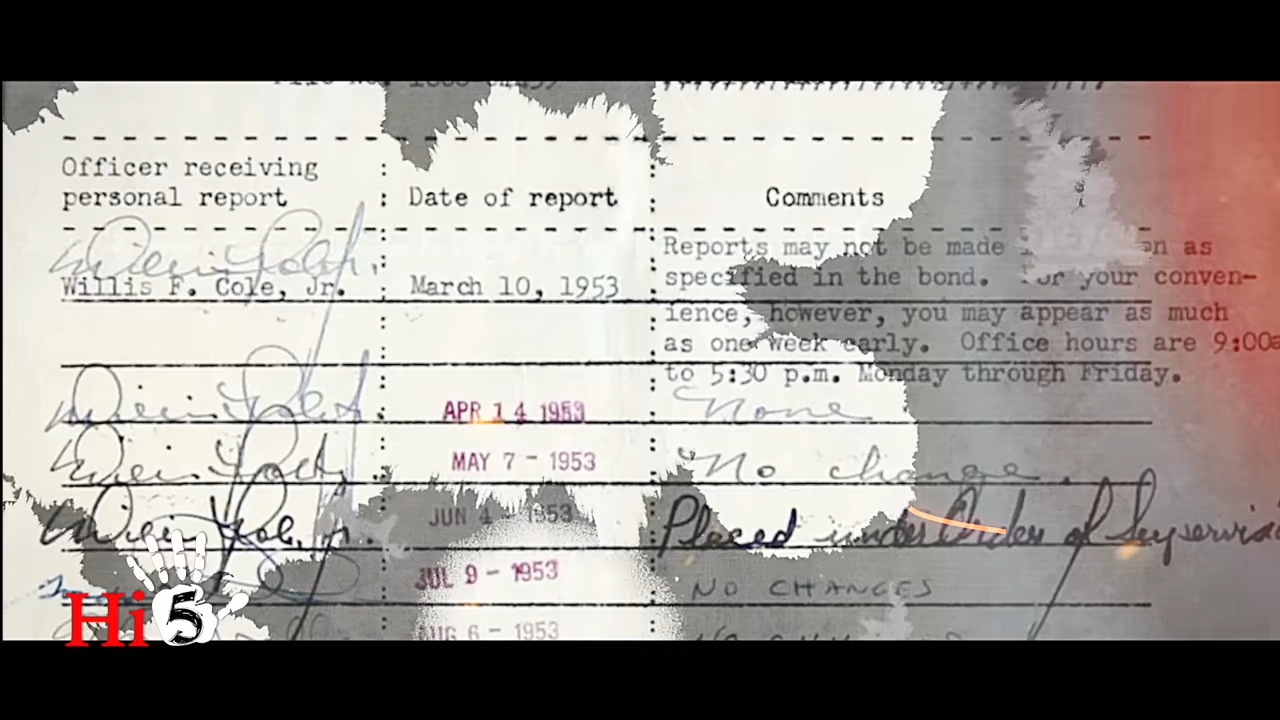 Officer receiving
personal report
Date of report
Comments
Willis F. Cole, Jr.
March 10, 1953
Reports may not be made as
specified in the bond. your conven-
ience, however, you may appear as much
as one week early. Office hours are 9:00a
to 5:30 p.m. Monday through Friday.
APR 14 1953
None
MAY 7 - 1953
No change.
JUN 4 - 1953
Placed under Order of Supervisi
JUL 9 - 1953
NO CHANGES
AUG 6 - 1953
Hi5